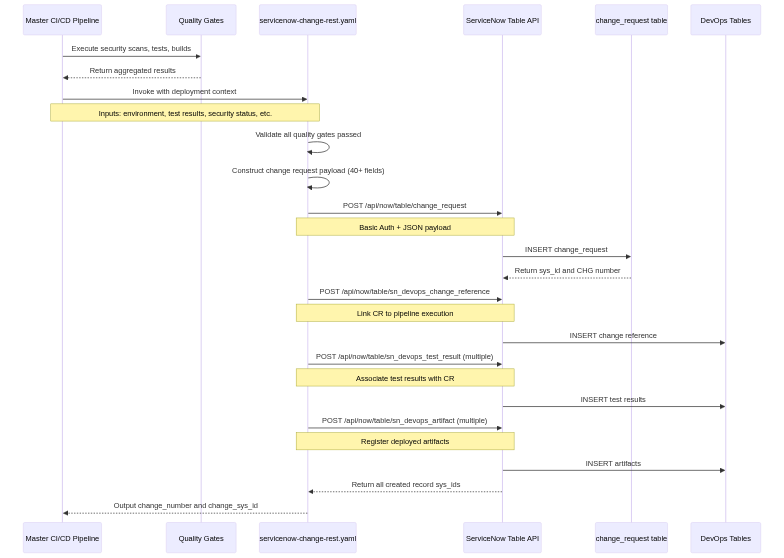 Master CI/CD Pipeline
Quality Gates
servicenow-change-rest.yaml
ServiceNow Table API
change_request table
DevOps Tables
Execute security scans, tests, builds
Return aggregated results
Invoke with deployment context
Inputs: environment, test results, security status, etc.
Validate all quality gates passed
Construct change request payload (40+ fields)
POST /api/now/table/change_request
Basic Auth + JSON payload
INSERT change_request
Return sys_id and CHG number
POST /api/now/table/sn_devops_change_reference
Link CR to pipeline execution
INSERT change reference
POST /api/now/table/sn_devops_test_result (multiple)
Associate test results with CR
INSERT test results
POST /api/now/table/sn_devops_artifact (multiple)
Register deployed artifacts
INSERT artifacts
Return all created record sys_ids
Output change_number and change_sys_id
Master CI/CD Pipeline
Quality Gates
servicenow-change-rest.yaml
ServiceNow Table API
change_request table
DevOps Tables